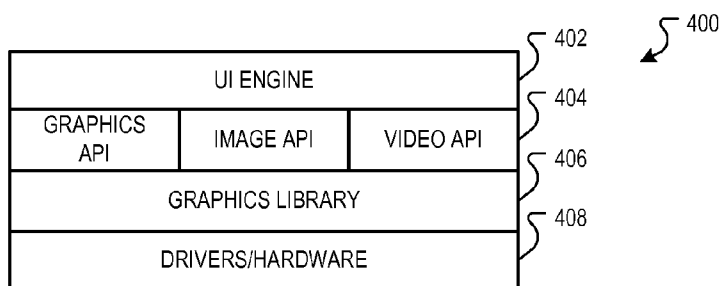 400
402
UI ENGINE
404
GRAPHICS
API
IMAGE API
VIDEO API
406
GRAPHICS LIBRARY
408
DRIVERS/HARDWARE